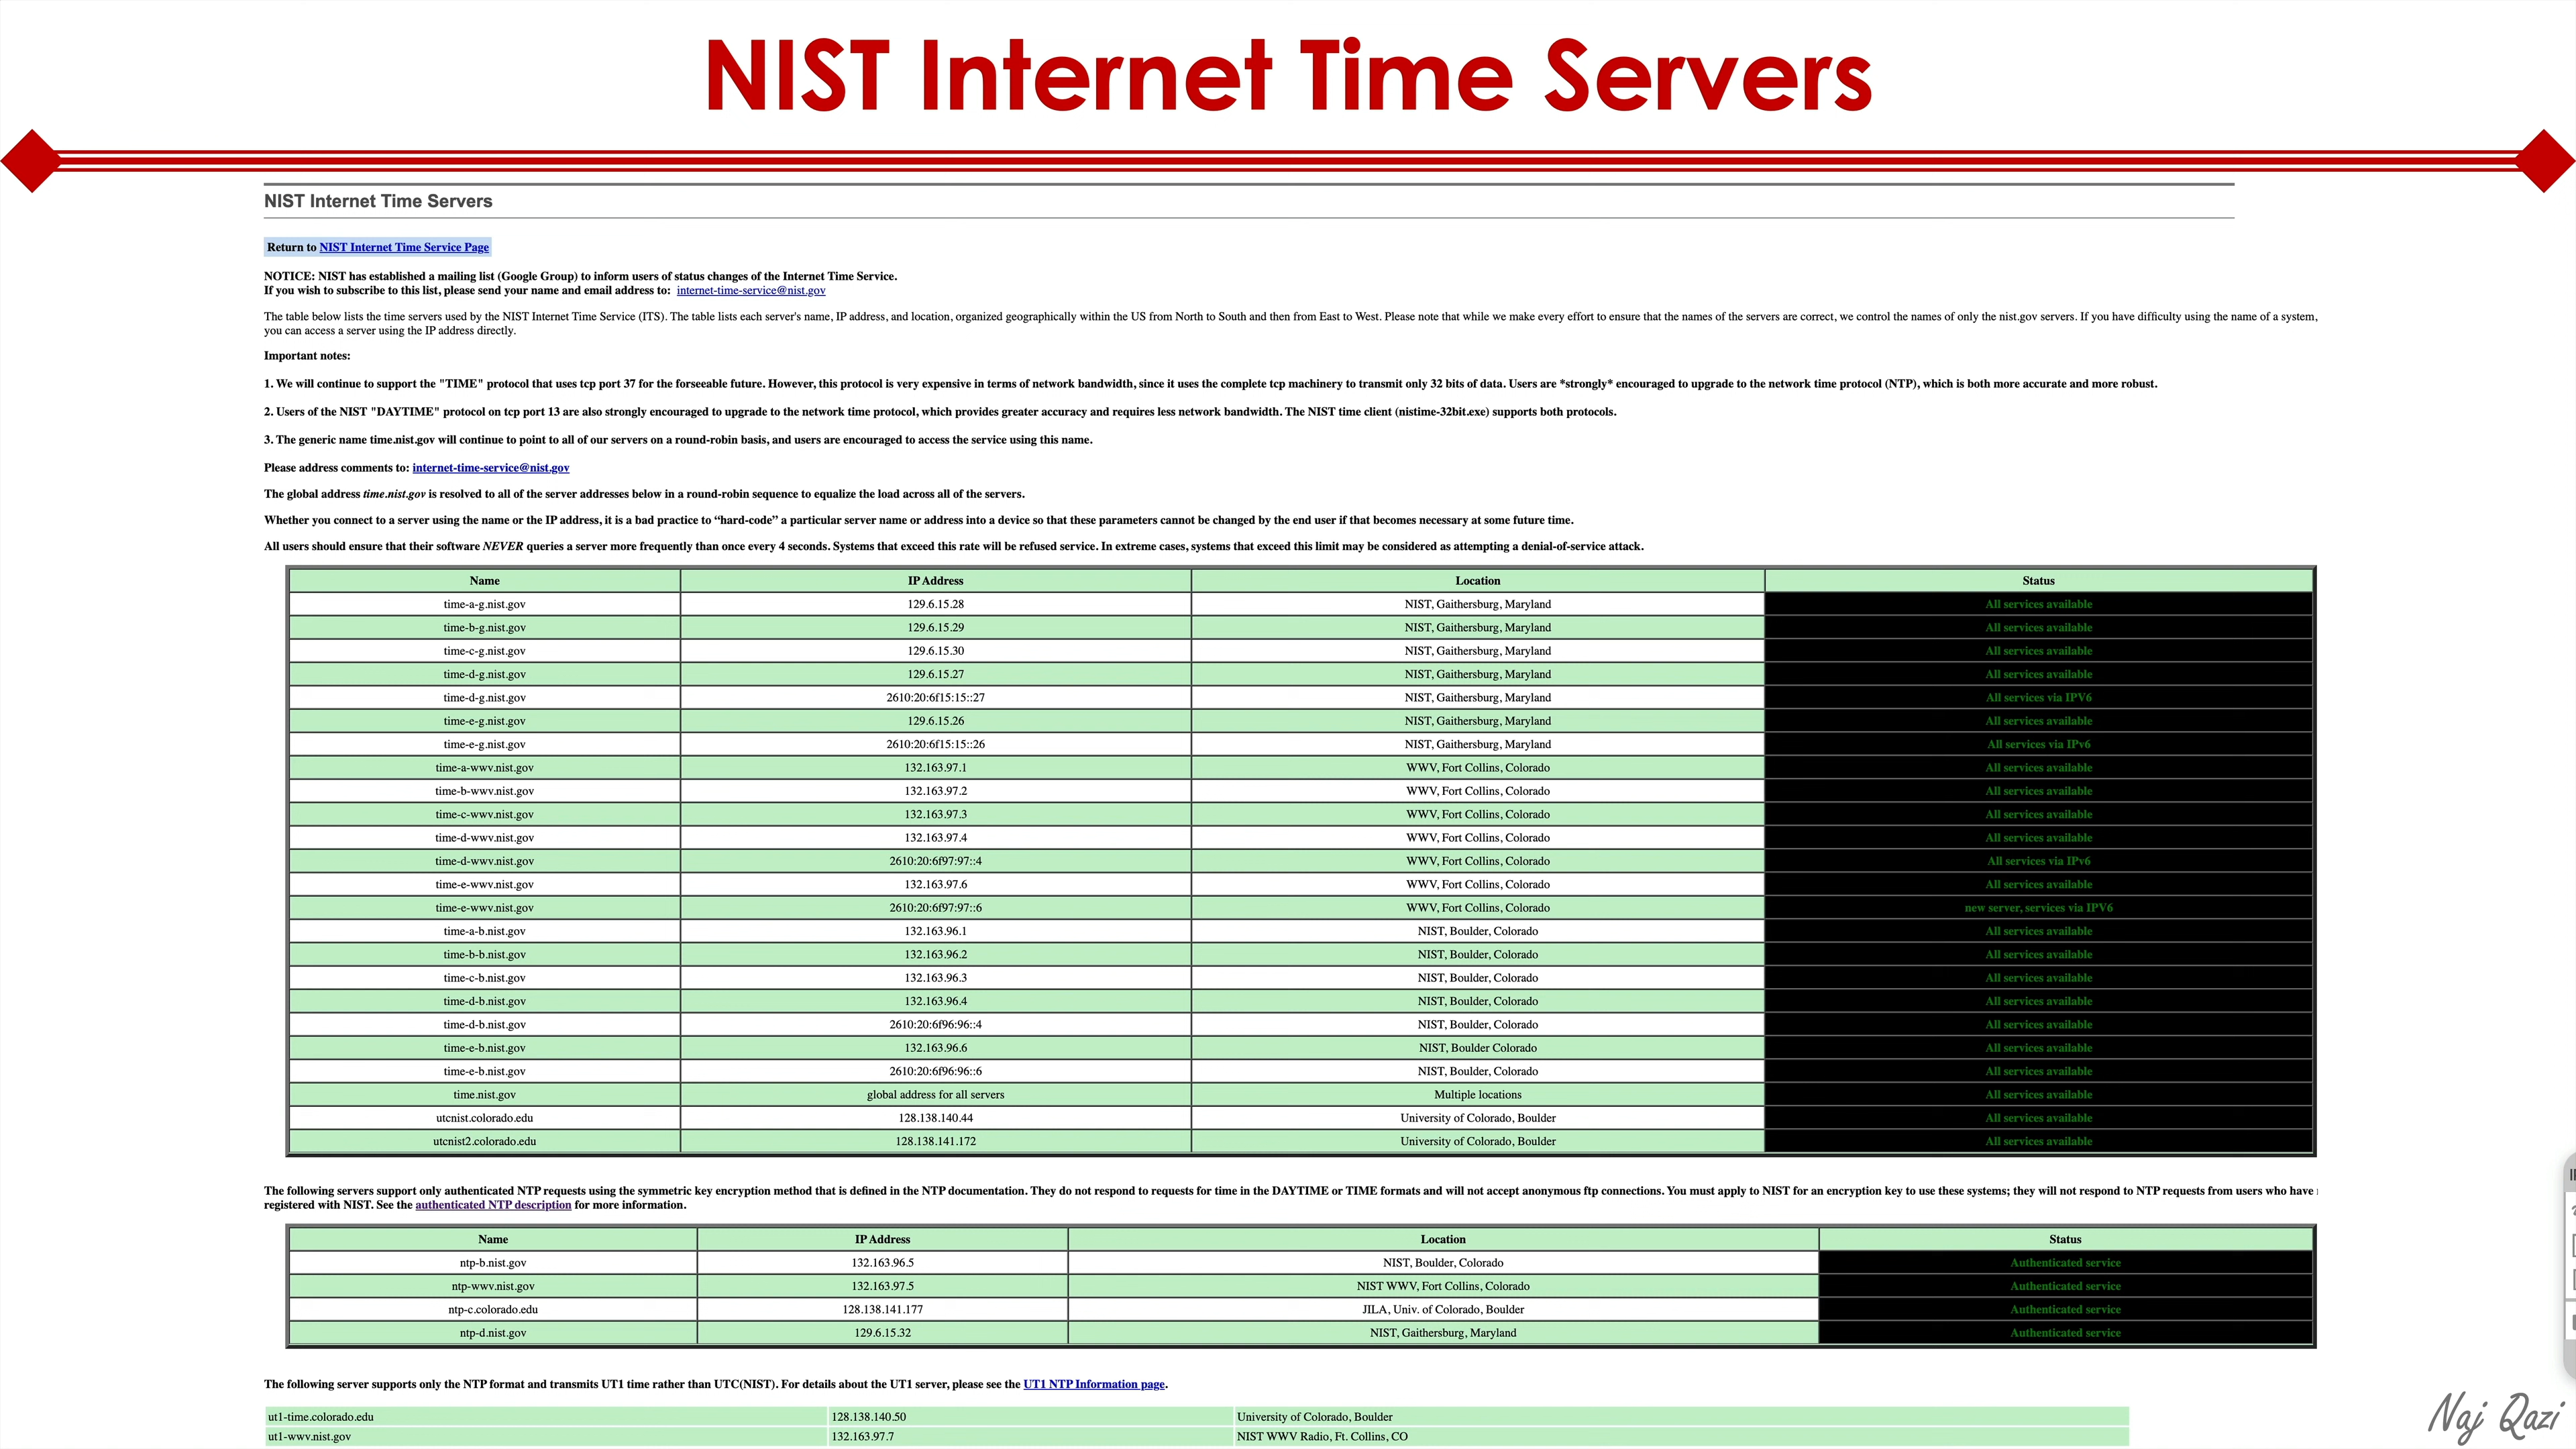 NIST Internet Time Servers
NIST Internet Time Servers
Return to NIST Internet Time Service Page
NOTICE: NIST has established a mailing list (Google Group) to inform users of status changes of the Internet Time Service.
If you wish to subscribe to this list, please send your name and email address to: internet-time-service@nist.gov
The table below lists the time servers used by the NIST Internet Time Service (ITS). The table lists each server's name, IP address, and location, organized geographically within the US from North to South and then from East to West. Please note that while we make every effort to ensure that the names of the servers are correct, we control the names of only the nist.gov servers. If you have difficulty using the name of a system,
you can access a server using the IP address directly.
Important notes:
1. We will continue to support the "TIME" protocol that uses tcp port 37 for the forseeable future. However, this protocol is very expensive in terms of network bandwidth, since it uses the complete tcp machinery to transmit only 32 bits of data. Users are *strongly* encouraged to upgrade to the network time protocol (NTP), which is both more accurate and more robust.
2. Users of the NIST "DAYTIME" protocol on tcp port 13 are also strongly encouraged to upgrade to the network time protocol, which provides greater accuracy and requires less network bandwidth. The NIST time client (nistime-32bit.exe) supports both protocols.
3. The generic name time.nist.gov will continue to point to all of our servers on a round-robin basis, and users are encouraged to access the service using this name.
Please address comments to: internet-time-service@nist.gov
The global address time.nist.gov is resolved to all of the server addresses below in a round-robin sequence to equalize the load across all of the servers.
Whether you connect to a server using the name or the IP address, it is a bad practice to “hard-code” a particular server name or address into a device so that these parameters cannot be changed by the end user if that becomes necessary at some future time.
All users should ensure that their software NEVER queries a server more frequently than once every 4 seconds. Systems that exceed this rate will be refused service. In extreme cases, systems that exceed this limit may be considered as attempting a denial-of-service attack.
Name IP Address Location Status
time-a-g.nist.gov 129.6.15.28 NIST, Gaithersburg, Maryland All services available
time-b-g.nist.gov 129.6.15.29 NIST, Gaithersburg, Maryland All services available
time-c-g.nist.gov 129.6.15.30 NIST, Gaithersburg, Maryland All services available
time-d-g.nist.gov 129.6.15.27 NIST, Gaithersburg, Maryland All services available
time-d-g.nist.gov 2610:20:6f15:15::27 NIST, Gaithersburg, Maryland All services via IPV6
time-e-g.nist.gov 129.6.15.26 NIST, Gaithersburg, Maryland All services available
time-e-g.nist.gov 2610:20:6f15:15::26 NIST, Gaithersburg, Maryland All services via IPv6
time-a-wwv.nist.gov 132.163.97.1 WWV, Fort Collins, Colorado All services available
time-b-wwv.nist.gov 132.163.97.2 WWV, Fort Collins, Colorado All services available
time-c-wwv.nist.gov 132.163.97.3 WWV, Fort Collins, Colorado All services available
time-d-wwv.nist.gov 132.163.97.4 WWV, Fort Collins, Colorado All services available
time-d-wwv.nist.gov 2610:20:6f97:97::4 WWV, Fort Collins, Colorado All services via IPv6
time-e-wwv.nist.gov 132.163.97.6 WWV, Fort Collins, Colorado All services available
time-e-wwv.nist.gov 2610:20:6f97:97::6 WWV, Fort Collins, Colorado new server, services via IPV6
time-a-b.nist.gov 132.163.96.1 NIST, Boulder, Colorado All services available
time-b-b.nist.gov 132.163.96.2 NIST, Boulder, Colorado All services available
time-c-b.nist.gov 132.163.96.3 NIST, Boulder, Colorado All services available
time-d-b.nist.gov 132.163.96.4 NIST, Boulder, Colorado All services available
time-d-b.nist.gov 2610:20:6f96:96::4 NIST, Boulder, Colorado All services available
time-e-b.nist.gov 132.163.96.6 NIST, Boulder Colorado All services available
time-e-b.nist.gov 2610:20:6f96:96::6 NIST, Boulder, Colorado All services available
time.nist.gov global address for all servers Multiple locations All services available
utcnist.colorado.edu 128.138.140.44 University of Colorado, Boulder All services available
utcnist2.colorado.edu 128.138.141.172 University of Colorado, Boulder All services available
The following servers support only authenticated NTP requests using the symmetric key encryption method that is defined in the NTP documentation. They do not respond to requests for time in the DAYTIME or TIME formats and will not accept anonymous ftp connections. You must apply to NIST for an encryption key to use these systems; they will not respond to NTP requests from users who have
registered with NIST. See the authenticated NTP description for more information.
Name IP Address Location Status
ntp-b.nist.gov 132.163.96.5 NIST, Boulder, Colorado Authenticated service
ntp-wwv.nist.gov 132.163.97.5 NIST WWV, Fort Collins, Colorado Authenticated service
ntp-c.colorado.edu 128.138.141.177 JILA, Univ. of Colorado, Boulder Authenticated service
ntp-d.nist.gov 129.6.15.32 NIST, Gaithersburg, Maryland Authenticated service
The following server supports only the NTP format and transmits UT1 time rather than UTC(NIST). For details about the UT1 server, please see the UT1 NTP Information page.
ut1-time.colorado.edu 128.138.140.50 University of Colorado, Boulder
ut1-wwv.nist.gov 132.163.97.7 NIST WWV Radio, Ft. Collins, CO
Naj Qazi